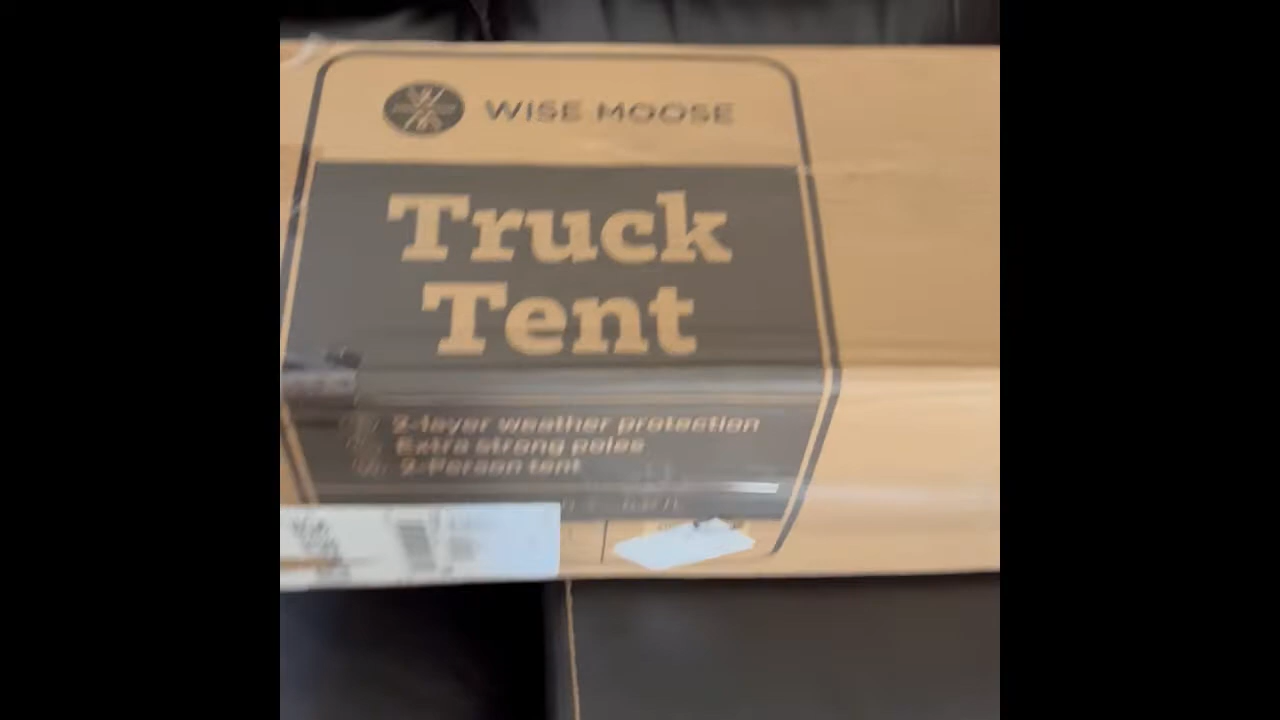 WISE MOOSE
Truck
Tent
2-layer weather protection
Extra strong poles
2-Person tent